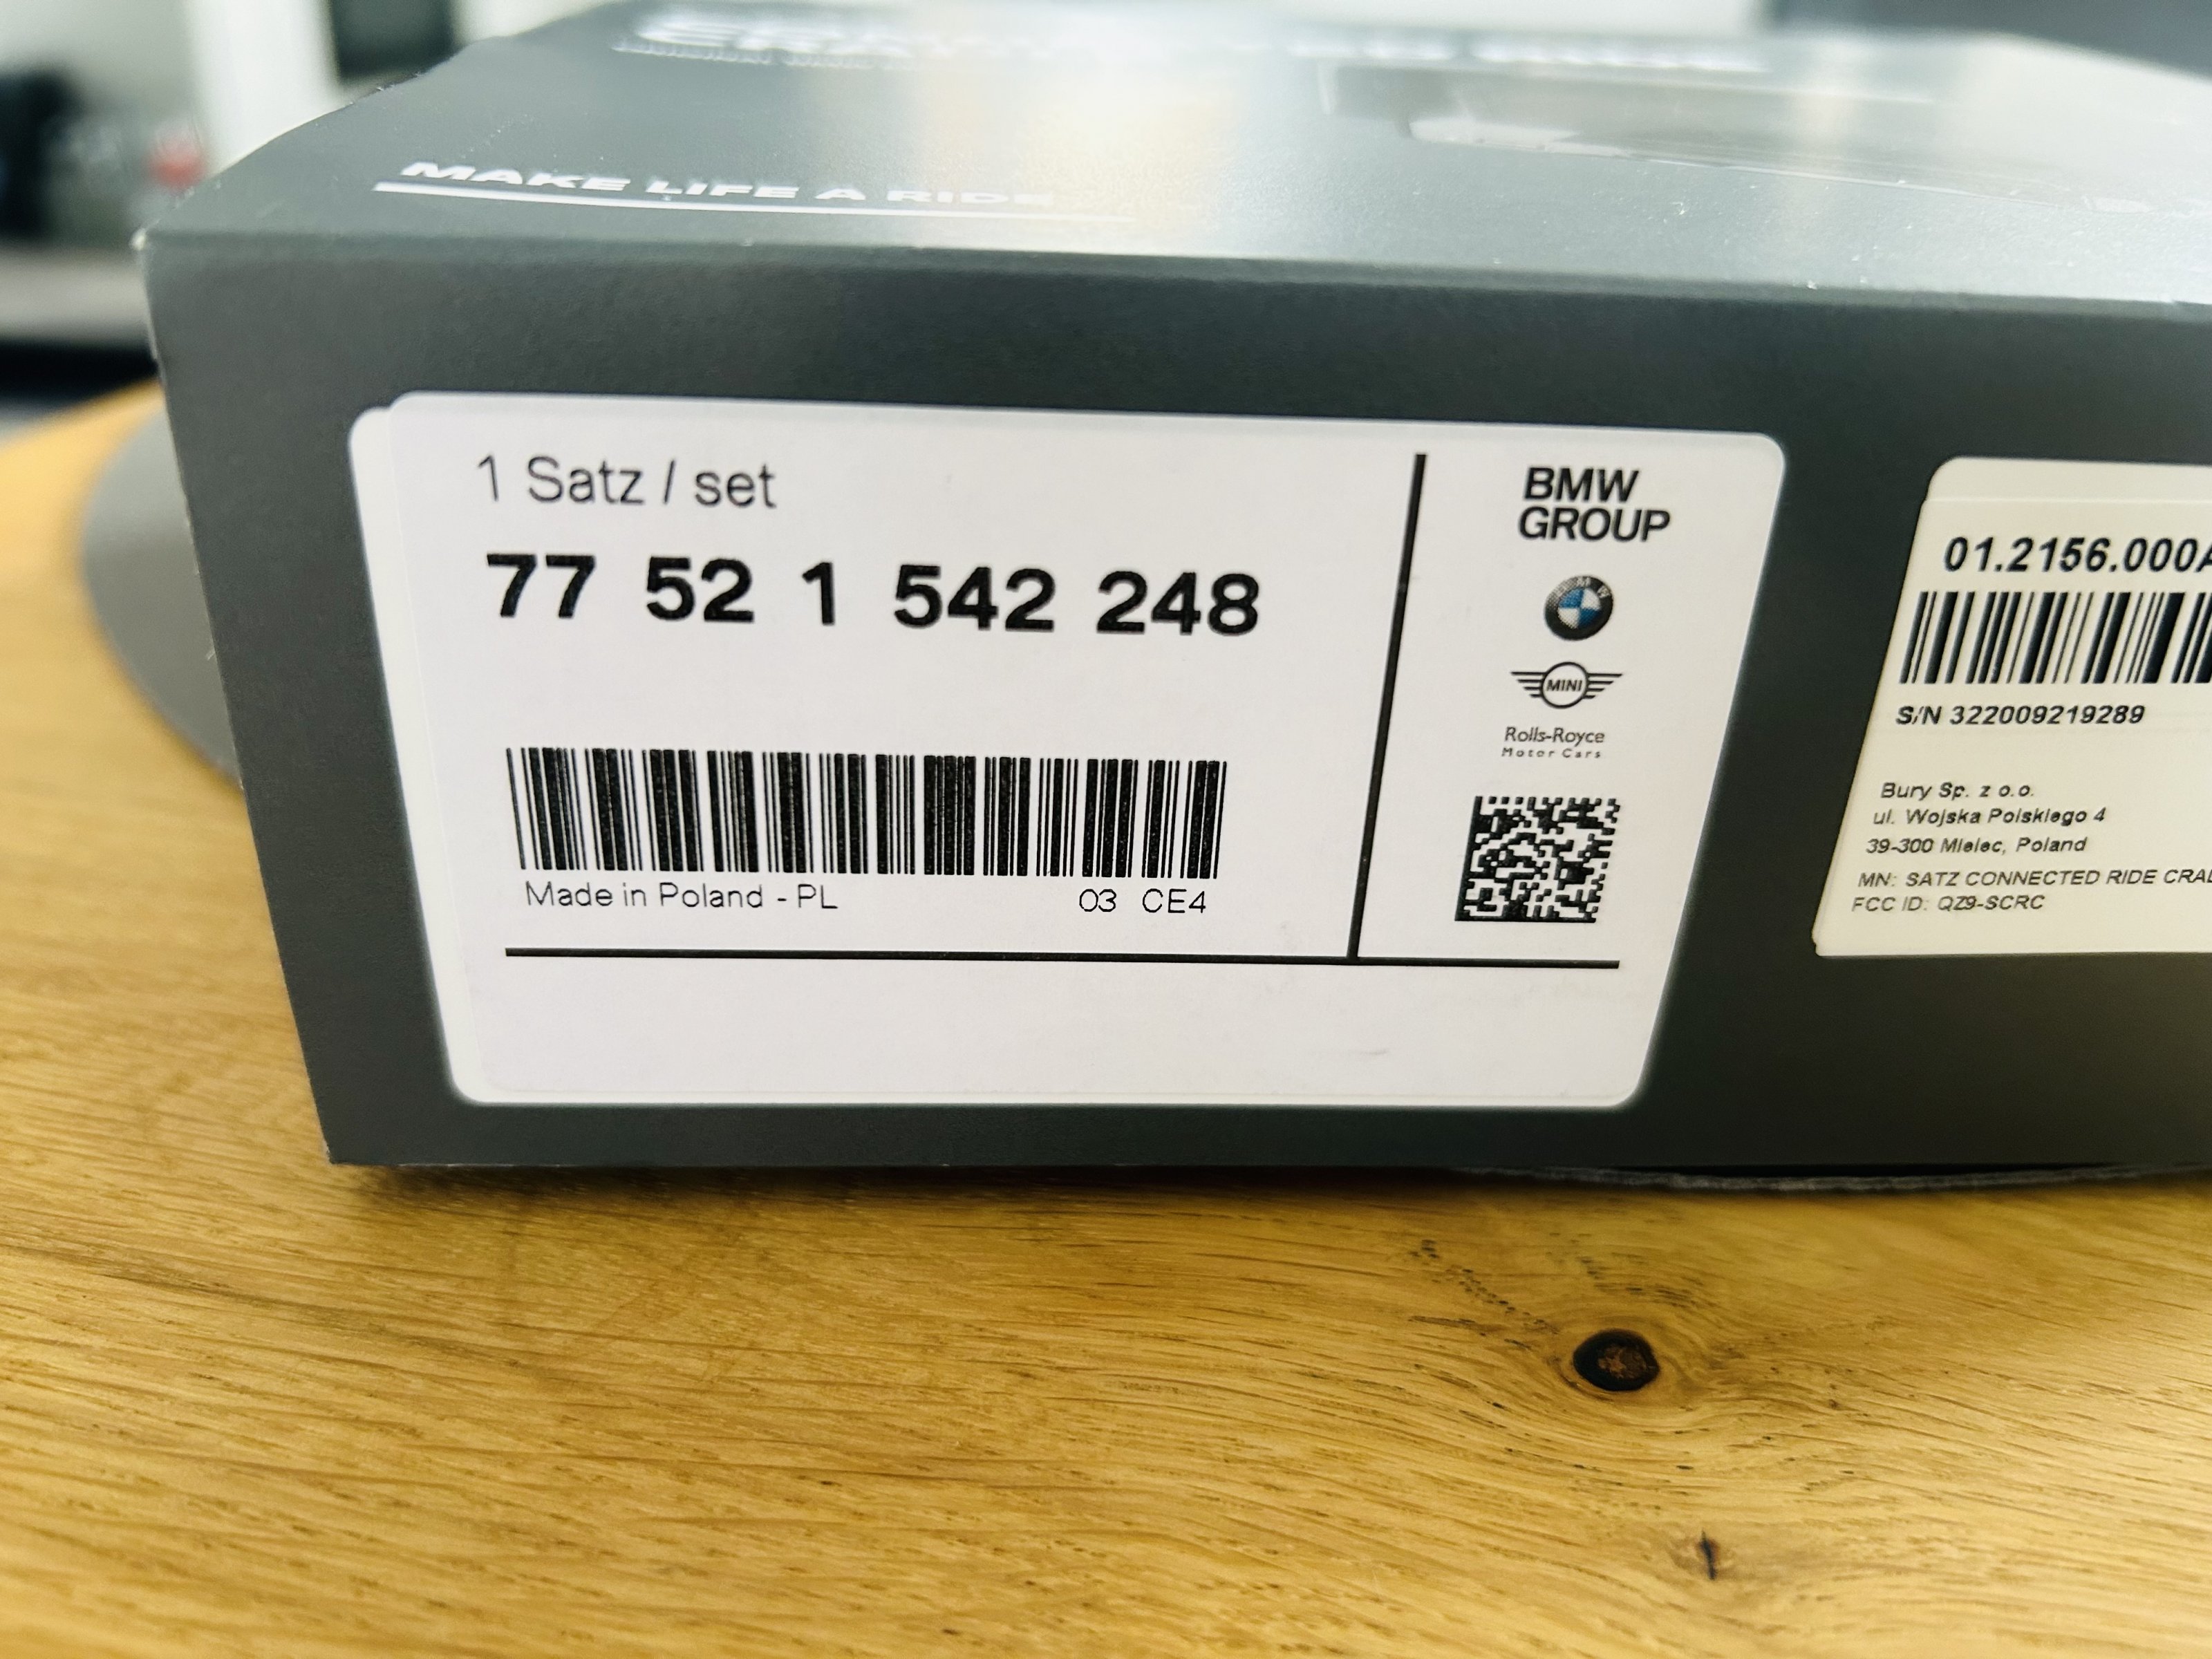 MAKE LIFE A RIDE
1 Satz / set
77 52 1 542 248
Made in Poland - PL
03 CE4
BMW
GROUP
MINI
Rolls-Royce
Motor Cars
01.2156.000A
S/N 322009219289
Bury Sp. z o.o.
ul. Wojska Polskiego 4
39-300 Mielec, Poland
MN: SATZ CONNECTED RIDE CRAD
FCC ID: QZ9-SCRC